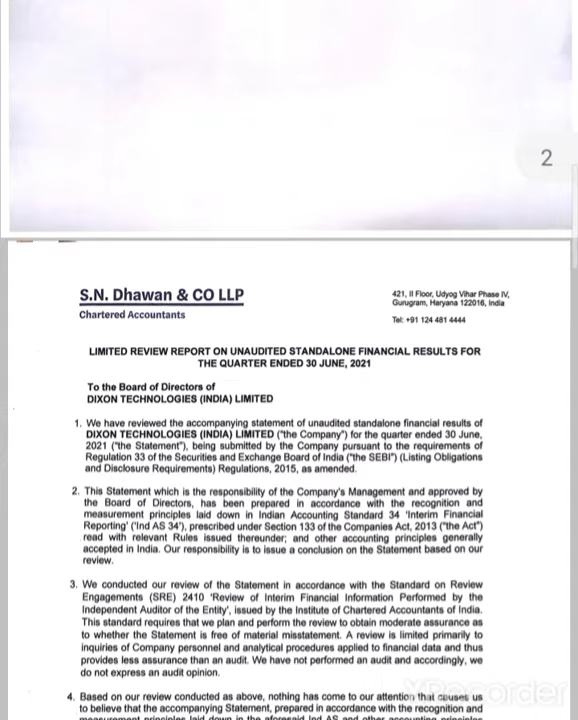 2
S.N. Dhawan & CO LLP
Chartered Accountants
421, II Floor, Udyog Vihar Phase IV,
Gurugram, Haryana 122016, India
Tel: +91 124 481 4444
LIMITED REVIEW REPORT ON UNAUDITED STANDALONE FINANCIAL RESULTS FOR
THE QUARTER ENDED 30 JUNE, 2021
To the Board of Directors of
DIXON TECHNOLOGIES (INDIA) LIMITED
1. We have reviewed the accompanying statement of unaudited standalone financial results of
DIXON TECHNOLOGIES (INDIA) LIMITED ("the Company") for the quarter ended 30 June,
2021 ("the Statement"), being submitted by the Company pursuant to the requirements of
Regulation 33 of the Securities and Exchange Board of India ("the SEBI") (Listing Obligations
and Disclosure Requirements) Regulations, 2015, as amended.
2. This Statement which is the responsibility of the Company's Management and approved by
the Board of Directors, has been prepared in accordance with the recognition and
measurement principles laid down in Indian Accounting Standard 34 'Interim Financial
Reporting' ('Ind AS 34'), prescribed under Section 133 of the Companies Act, 2013 ("the Act")
read with relevant Rules issued thereunder; and other accounting principles generally
accepted in India. Our responsibility is to issue a conclusion on the Statement based on our
review.
3. We conducted our review of the Statement in accordance with the Standard on Review
Engagements (SRE) 2410 'Review of Interim Financial Information Performed by the
Independent Auditor of the Entity', issued by the Institute of Chartered Accountants of India.
This standard requires that we plan and perform the review to obtain moderate assurance as
to whether the Statement is free of material misstatement. A review is limited primarily to
inquiries of Company personnel and analytical procedures applied to financial data and thus
provides less assurance than an audit. We have not performed an audit and accordingly, we
do not express an audit opinion.
4. Based on our review conducted as above, nothing has come to our attention that causes us
to believe that the accompanying Statement, prepared in accordance with the recognition and
measurement principles laid down in the aforesaid Ind AS and other accounting principles
XRecorder